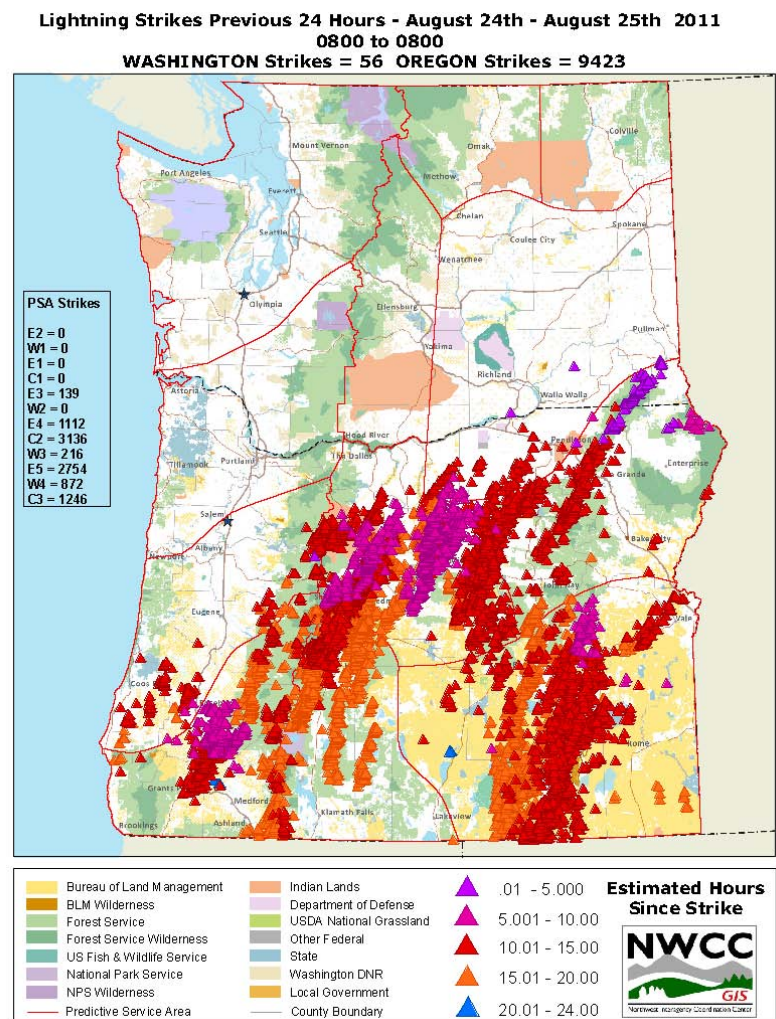 Lightning Strikes Previous 24 Hours - August 24th - August 25th 2011
0800 to 0800
WASHINGTON Strikes = 56 OREGON Strikes = 9423
Colville
Mount Vernon
Omak
Port Angeles
Methow
Everett
Chelan
Spokane
Seattle
Coulee City
Wenatchee
Olympia
Ellensburg
Pullman
Yakima
Richland
Walla Walla
Astoria
Hood River
The Dalles
Tillamook
Portland
Enterprise
Salem
Albany
Newport
Eugene
Vale
Coos
Rome
Grants
Medford
Brookings
Ashland
Klamath Falls
Lakeview
PSA Strikes
E2 = 0
W1 = 0
E1 = 0
C1 = 0
E3 = 139
W2 = 0
E4 = 1112
C2 = 3136
W3 = 216
E5 = 2754
W4 = 872
C3 = 1246
Bureau of Land Management
BLM Wilderness
Forest Service
Forest Service Wilderness
US Fish & Wildlife Service
National Park Service
NPS Wilderness
Predictive Service Area
Indian Lands
Department of Defense
USDA National Grassland
Other Federal
State
Washington DNR
Local Government
County Boundary
.01 - 5.000
5.001 - 10.00
10.01 - 15.00
15.01 - 20.00
20.01 - 24.00
Estimated Hours
Since Strike
NWCC
GIS
Northwest Interagency Coordination Center